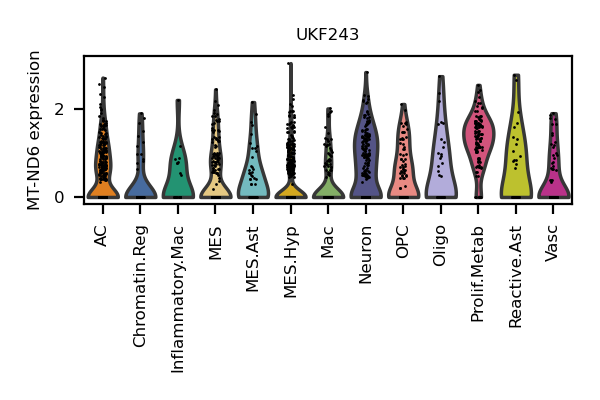 UKF243
MT-ND6 expression
2
0
AC
Chromatin.Reg
Inflammatory.Mac
MES
MES.Ast
MES.Hyp
Mac
Neuron
OPC
Oligo
Prolif.Metab
Reactive.Ast
Vasc